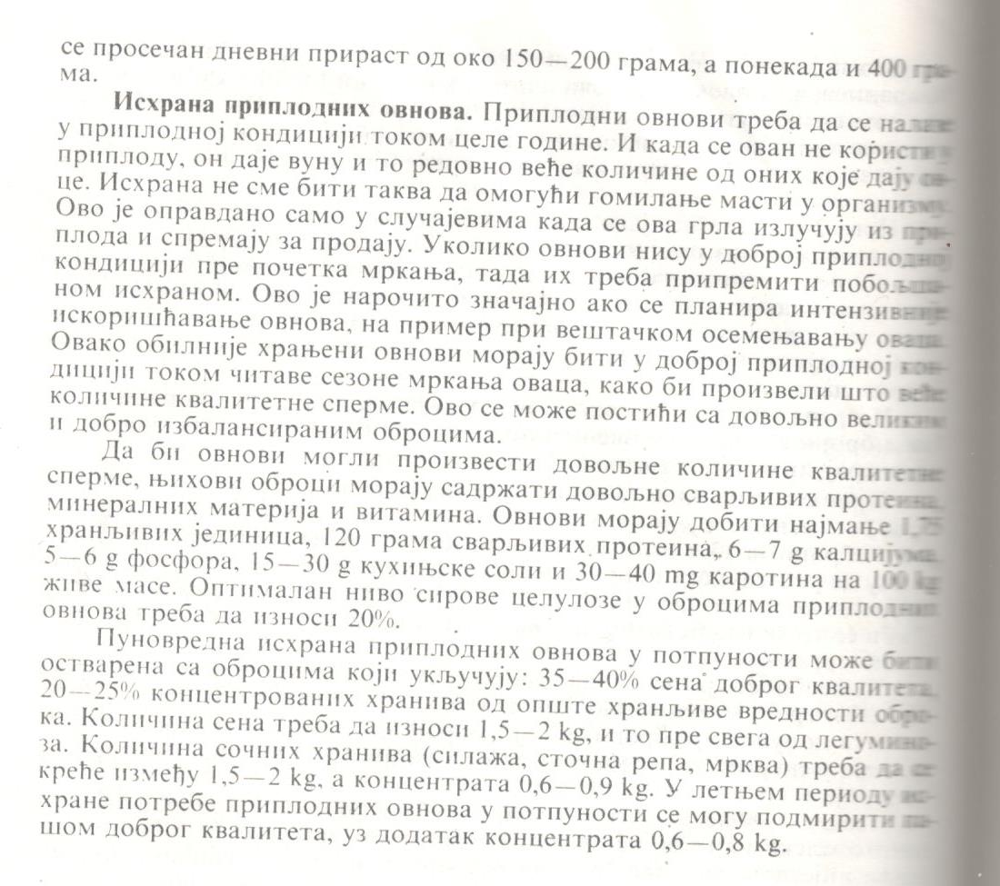 се просечан дневни прираст од око 150—200 грама, а понекада и 400 гра-
ма.
Исхрана приплодних овнова. Приплодни овнови треба да се налазе
у приплодној кондицији током целе године. И када се ован не користи у
приплоду, он даје вуну и то редовно веће количине од оних које дају ов-
це. Исхрана не сме бити таква да омогући гомилање масти у организму.
Ово је оправдано само у случајевима када се ова грла излучују из при-
плода и спремају за продају. Уколико овнови нису у доброј приплодној
кондицији пре почетка мркања, тада их треба припремити побољша-
ном исхраном. Ово је нарочито значајно ако се планира интензивније
искоришћавање овнова, на пример при вештачком осемењавању оваца.
Овако обилније храњени овнови морају бити у доброј приплодној кон-
дицији током читаве сезоне мркања оваца, како би произвели што веће
количине квалитетне сперме. Ово се може постићи са довољно великим
и добро избалансираним оброцима.
Да би овнови могли произвести довољне количине квалитетне
сперме, њихови оброци морају садржати довољно сварљивих протеина,
минералних материја и витамина. Овнови морају добити најмање 1,75
хранљивих јединица, 120 грама сварљивих протеина, 6—7 g калцијума,
5—6 g фосфора, 15—30 g кухињске соли и 30—40 mg каротина на 100 kg
живе масе. Оптималан ниво сирове целулозе у оброцима приплодних
овнова треба да износи 20%.
Пуновредна исхрана приплодних овнова у потпуности може бити
остварена са оброцима који укључују: 35—40% сена доброг квалитета,
20—25% концентрованих хранива од опште хранљиве вредности обро-
ка. Количина сена треба да износи 1,5—2 kg, и то пре свега од легумино-
за. Количина сочних хранива (силажа, сточна репа, мрква) треба да се
креће између 1,5—2 kg, а концентрата 0,6—0,9 kg. У летњем периоду ис-
хране потребе приплодних овнова у потпуности се могу подмирити па-
шом доброг квалитета, уз додатак концентрата 0,6—0,8 kg.